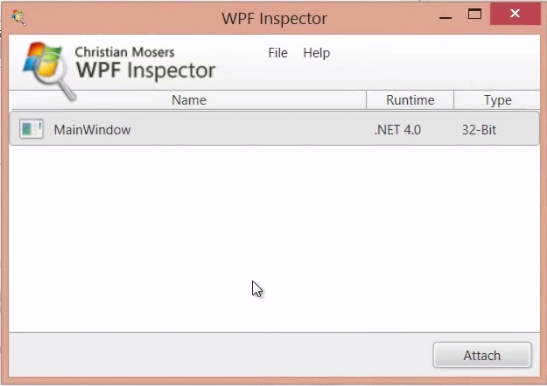 WPF Inspector
Christian Mosers
WPF Inspector
File Help
Name Runtime Type
MainWindow .NET 4.0 32-Bit
Attach